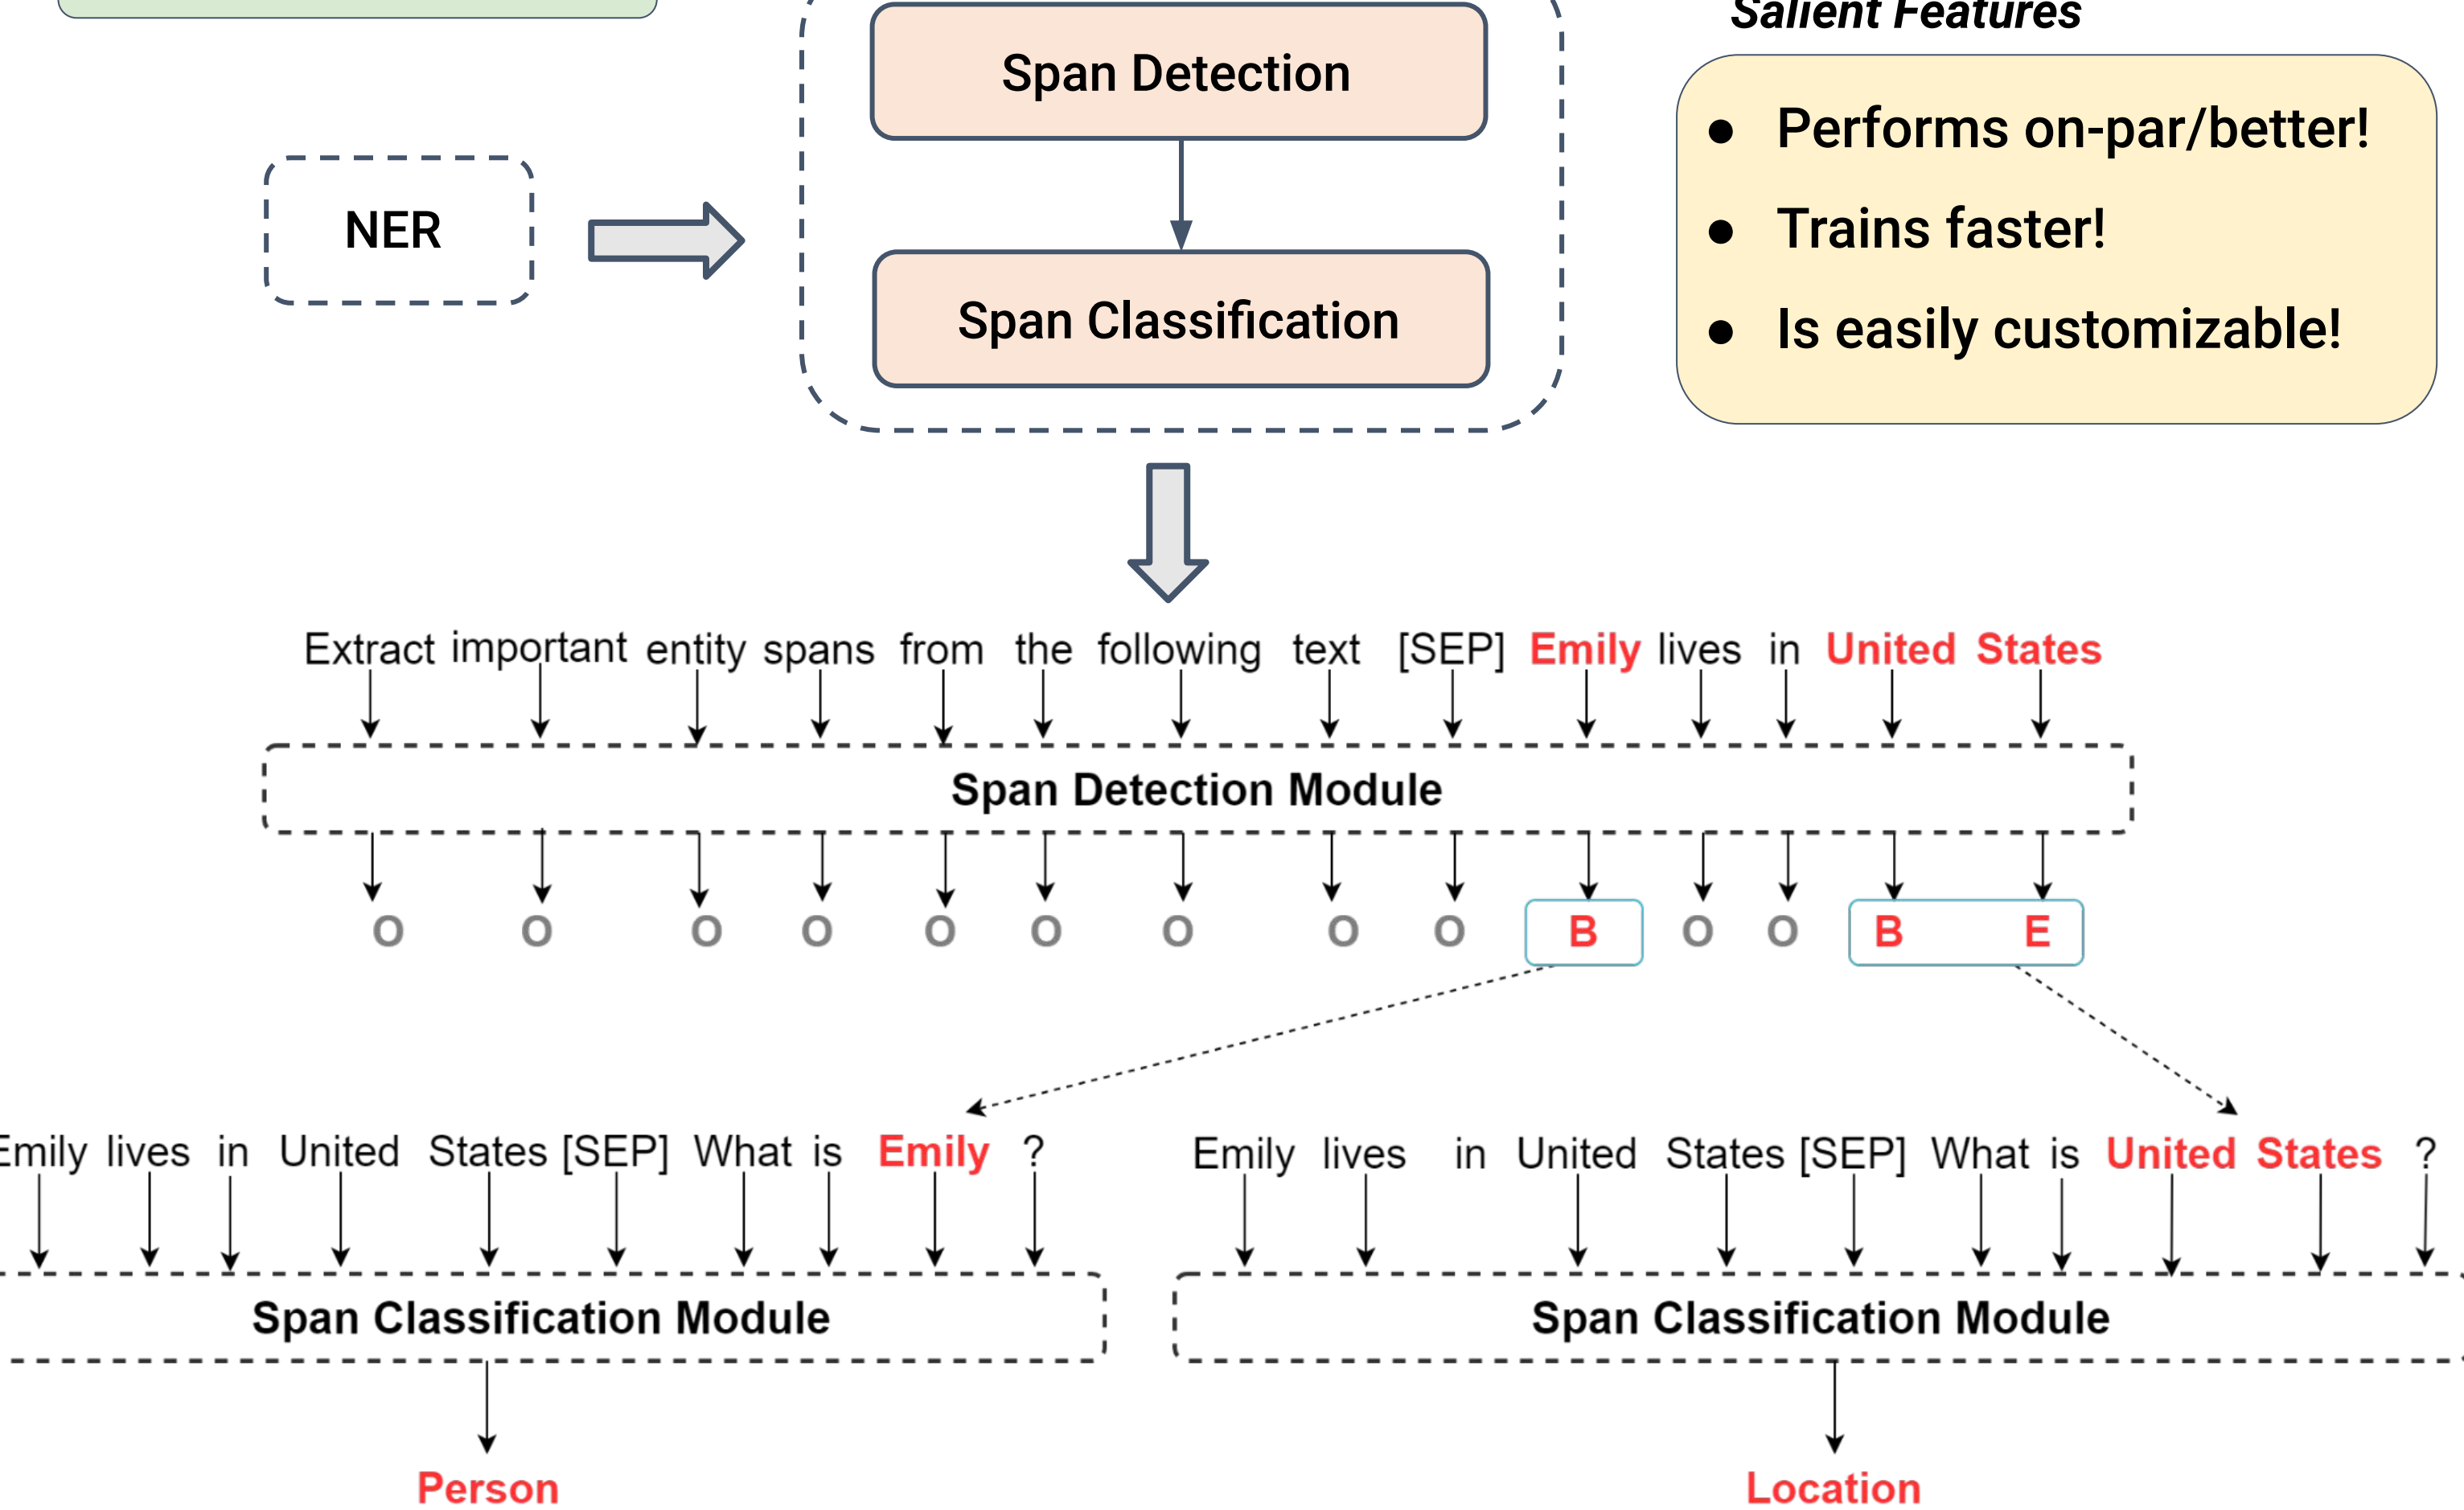 Salient Features
Span Detection
Performs on-par/better!
NER
Trains faster!
Span Classification
Is easily customizable!
Extract important entity spans from the following text [SEP] Emily lives in United States
Span Detection Module
O O O O O O O O O B O O B E
Emily lives in United States [SEP] What is Emily ?
Emily lives in United States [SEP] What is United States ?
Span Classification Module
Span Classification Module
Person
Location